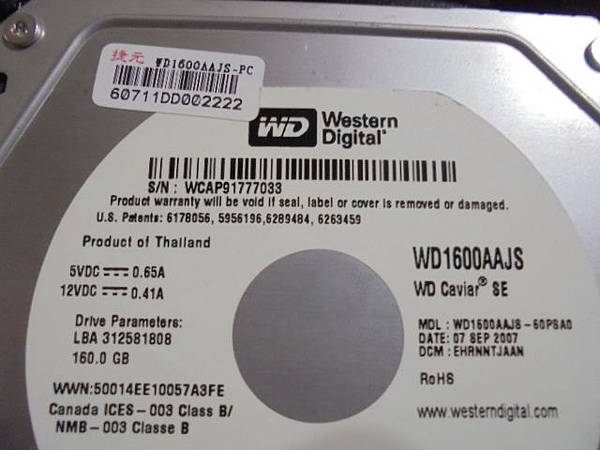 捷元 WD1600AAJS-PC
60711DD002222
WD Western
Digital
S/N : WCAP91777033
Product warranty will be void if seal, label or cover is removed or damaged.
U.S. Patents: 6178056, 5956196,6289484, 6263459
Product of Thailand
5VDC 0.65A
12VDC 0.41A
Drive Parameters:
LBA 312581808
160.0 GB
WWN:50014EE10057A3FE
Canada ICES – 003 Class B/
NMB – 003 Classe B
WD1600AAJS
WD Caviar® SE
MDL : WD1600AAJS – 60PSA0
DATE: 07 SEP 2007
DCM : EHRNNTJAAN
RoHS
www.westerndigital.com